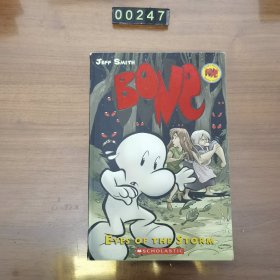 00247
JEFF SMITH
BONE
EYES OF THE STORM
SCHOLASTIC